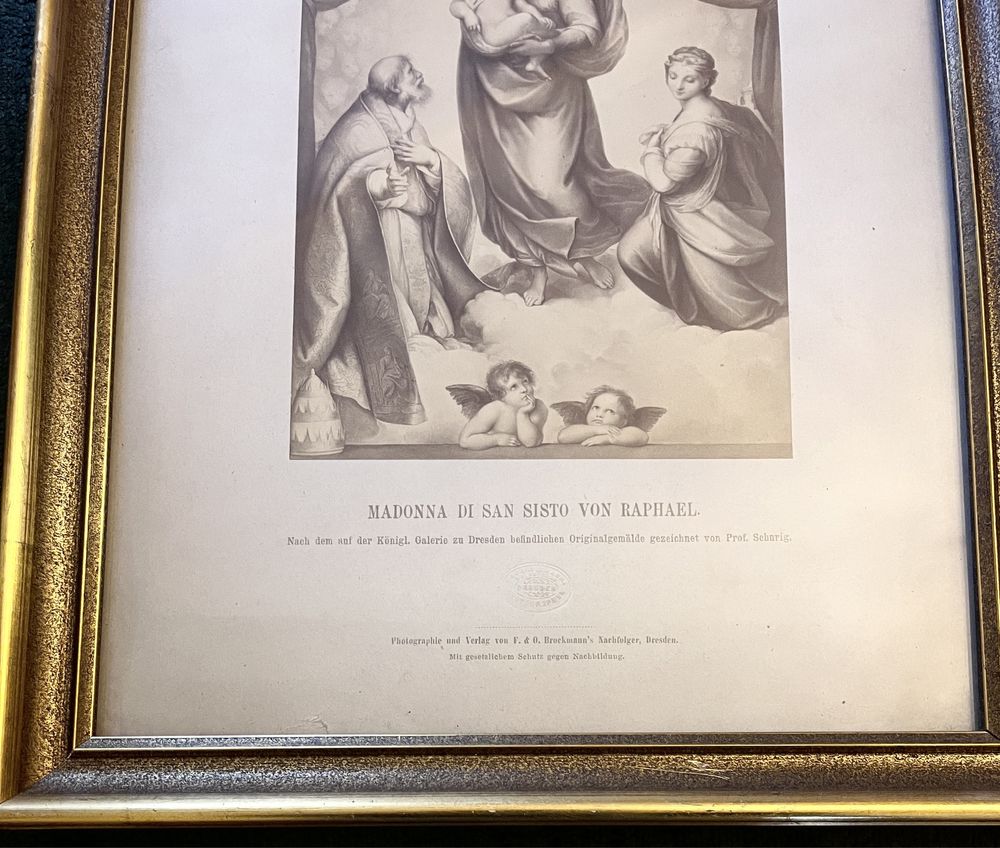 MADONNA DI SAN SISTO VON RAPHAEL.
Nach dem auf der Königl. Galerie zu Dresden befindlichen Originalgemälde gezeichnet von Prof. Schurig.
Photographie und Verlag von F. & O. Brockmann's Nachfolger, Dresden.
Mit gesetzlichem Schutz gegen Nachbildung.